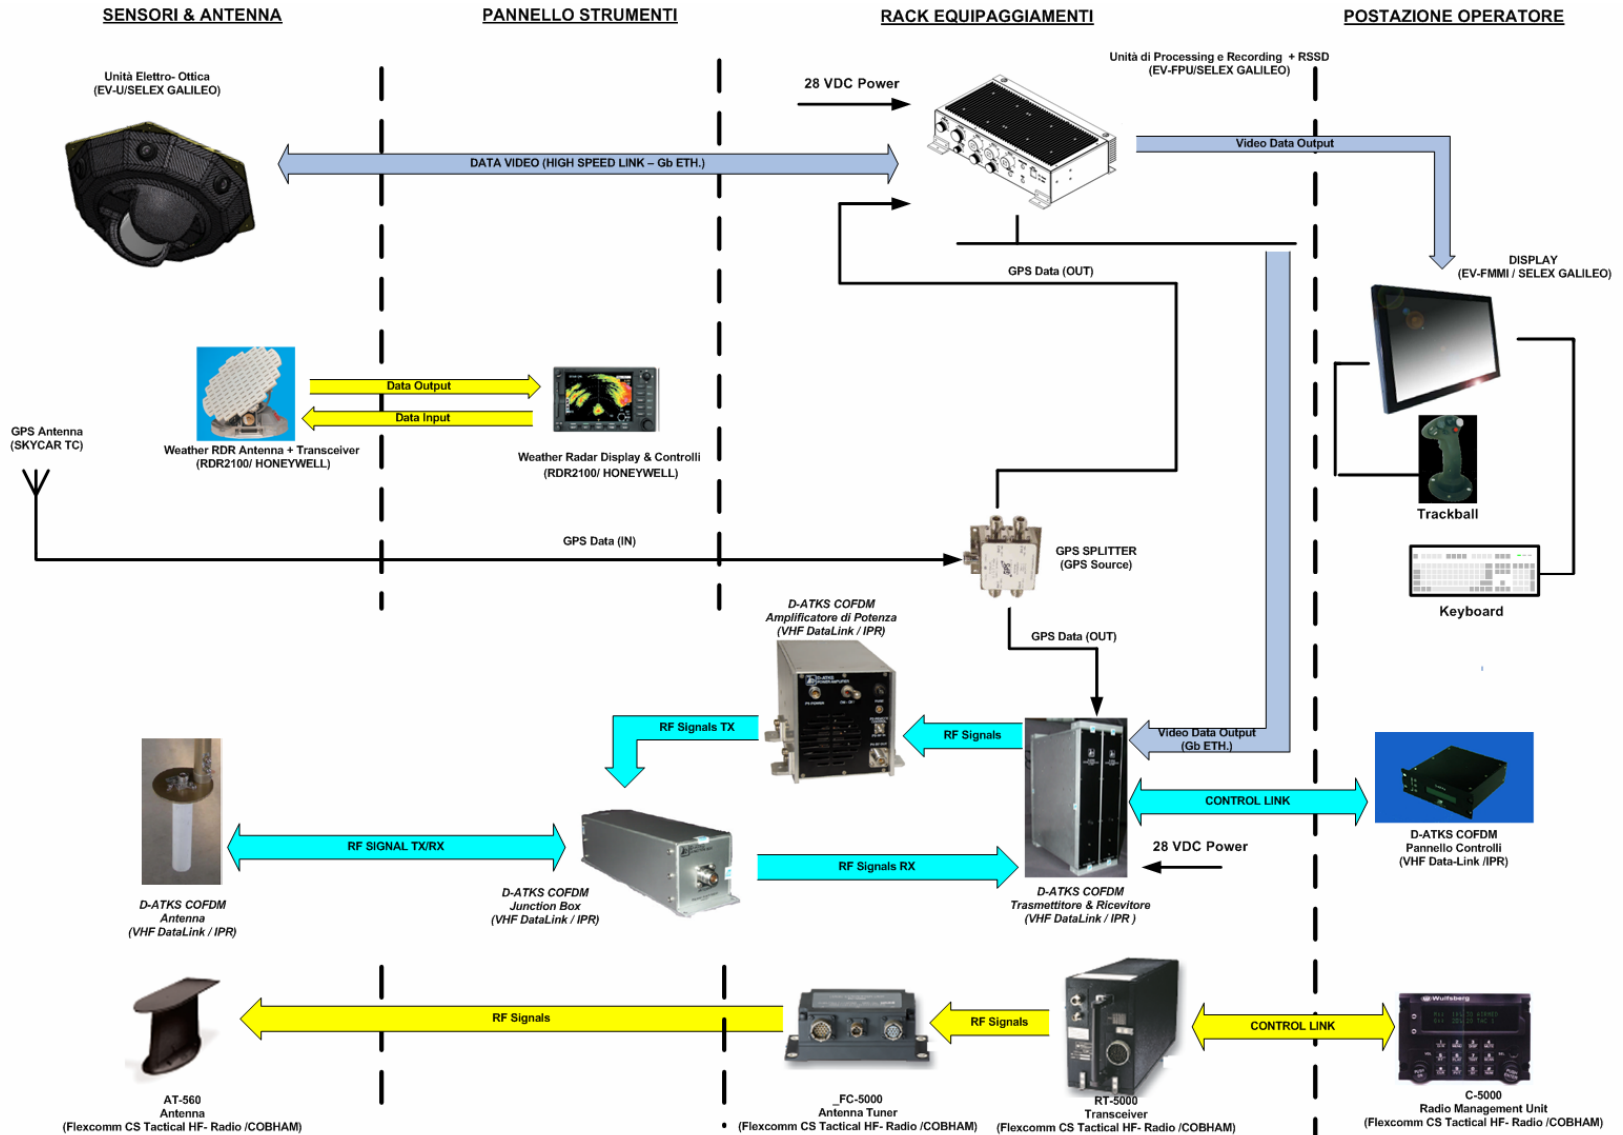 SENSORI & ANTENNA
PANNELLO STRUMENTI
RACK EQUIPAGGIAMENTI
POSTAZIONE OPERATORE
Unità Elettro- Ottica
(EV-U/SELEX GALILEO)
28 VDC Power
Unità di Processing e Recording + RSSD
(EV-FPU/SELEX GALILEO)
DATA VIDEO (HIGH SPEED LINK – Gb ETH.)
Video Data Output
GPS Data (OUT)
DISPLAY
(EV-FMMI / SELEX GALILEO)
Data Output
Data Input
GPS Antenna
(SKYCAR TC)
Weather RDR Antenna + Transceiver
(RDR2100/ HONEYWELL)
Weather Radar Display & Controlli
(RDR2100/ HONEYWELL)
Trackball
GPS Data (IN)
GPS
GPS SPLITTER
(GPS Source)
Keyboard
D-ATKS COFDM
Amplificatore di Potenza
(VHF DataLink / IPR)
GPS Data (OUT)
D-ATKS
RF Signals TX
RF Signals
Video Data Output
(Gb ETH.)
CONTROL LINK
D-ATKS COFDM
Pannello Controlli
(VHF Data-Link /IPR)
RF SIGNAL TX/RX
RF Signals RX
28 VDC Power
D-ATKS COFDM
Antenna
(VHF DataLink / IPR)
D-ATKS COFDM
Junction Box
(VHF DataLink / IPR)
D-ATKS COFDM
Trasmettitore & Ricevitore
(VHF DataLink / IPR )
RF Signals
RF Signals
CONTROL LINK
Wulfsberg
AT-560
Antenna
(Flexcomm CS Tactical HF- Radio /COBHAM)
_FC-5000
Antenna Tuner
(Flexcomm CS Tactical HF- Radio /COBHAM)
RT-5000
Transceiver
(Flexcomm CS Tactical HF- Radio /COBHAM)
C-5000
Radio Management Unit
(Flexcomm CS Tactical HF- Radio /COBHAM)